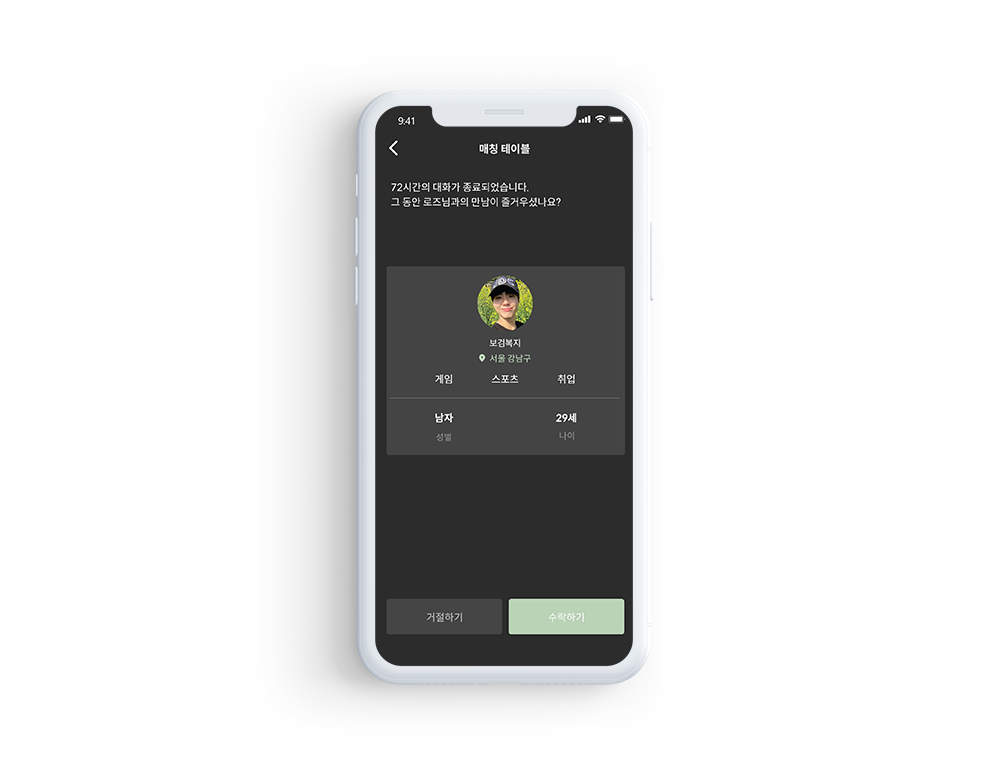 9:41
매칭 테이블
72시간의 대화가 종료되었습니다.
그 동안 로즈님과의 만남이 즐거우셨나요?
보검복지
서울 강남구
게임 스포츠 취업
남자 29세
성별 나이
거절하기 수락하기